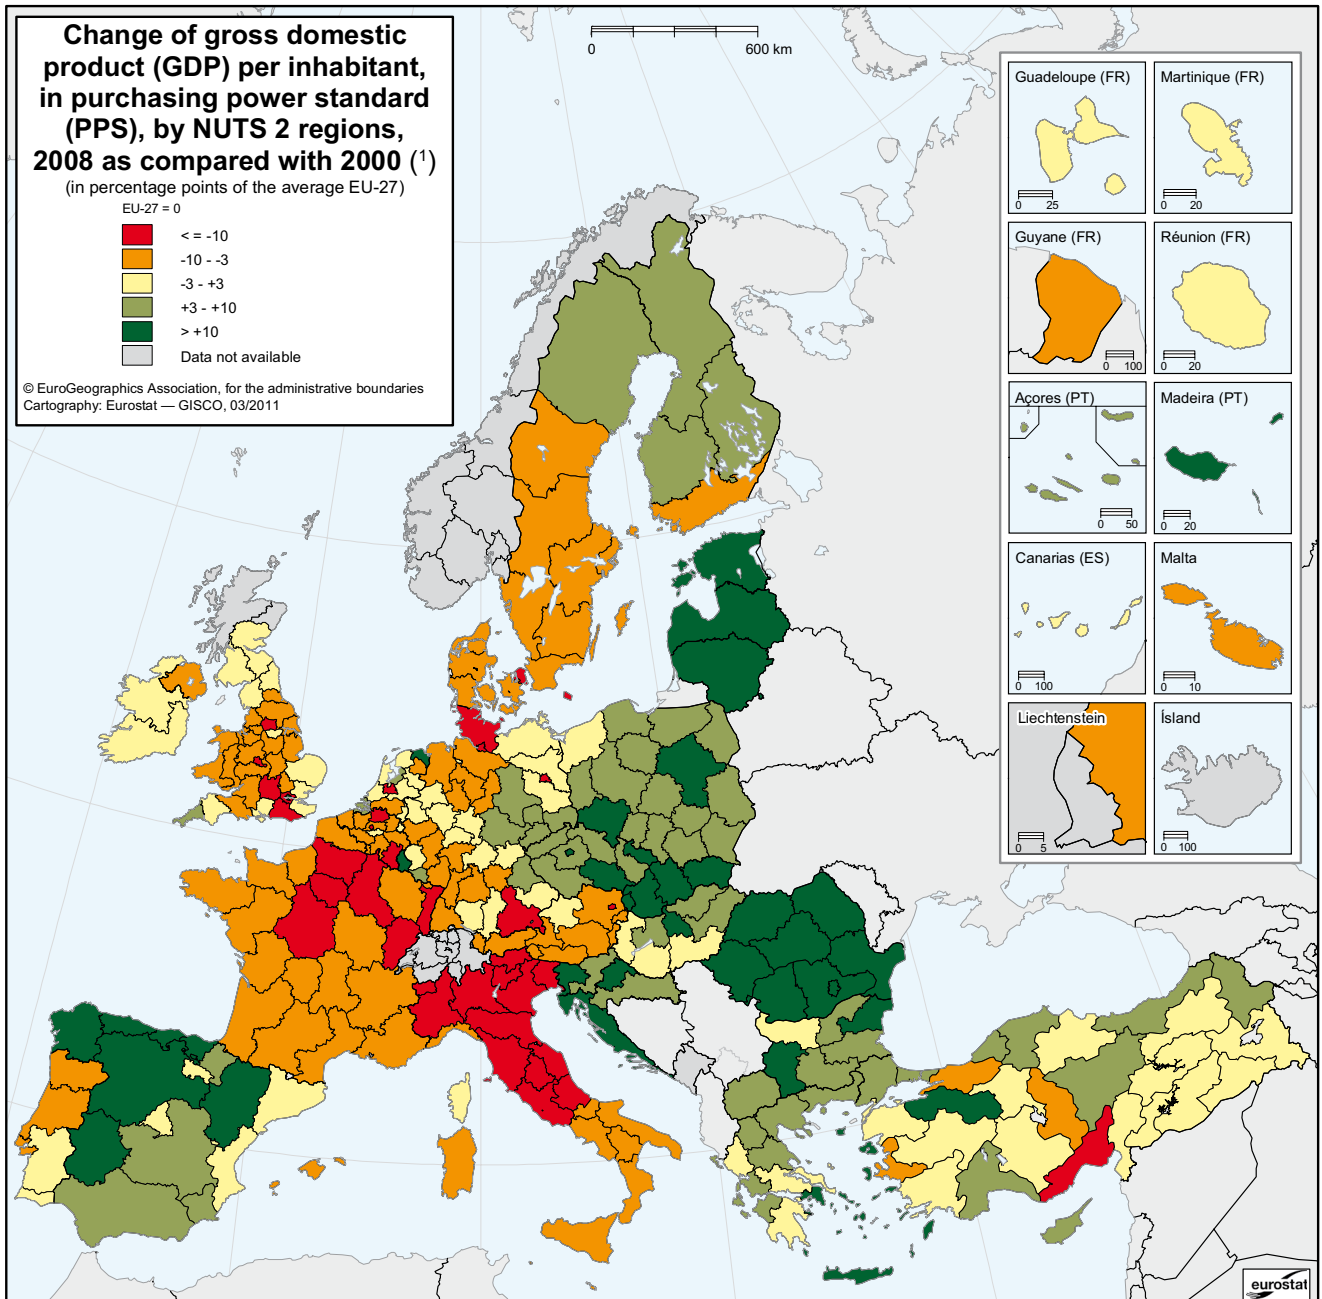 Change of gross domestic
product (GDP) per inhabitant,
in purchasing power standard
(PPS), by NUTS 2 regions,
2008 as compared with 2000 (1)
(in percentage points of the average EU-27)
EU-27 = 0
< = -10
-10 - -3
-3 - +3
+3 - +10
> +10
Data not available
© EuroGeographics Association, for the administrative boundaries
Cartography: Eurostat — GISCO, 03/2011
0 600 km
Guadeloupe (FR)
0 25
Martinique (FR)
0 20
Guyane (FR)
0 100
Réunion (FR)
0 20
Açores (PT)
0 50
Madeira (PT)
0 20
Canarias (ES)
0 100
Malta
0 10
Liechtenstein
0 5
Ísland
0 100
eurostat